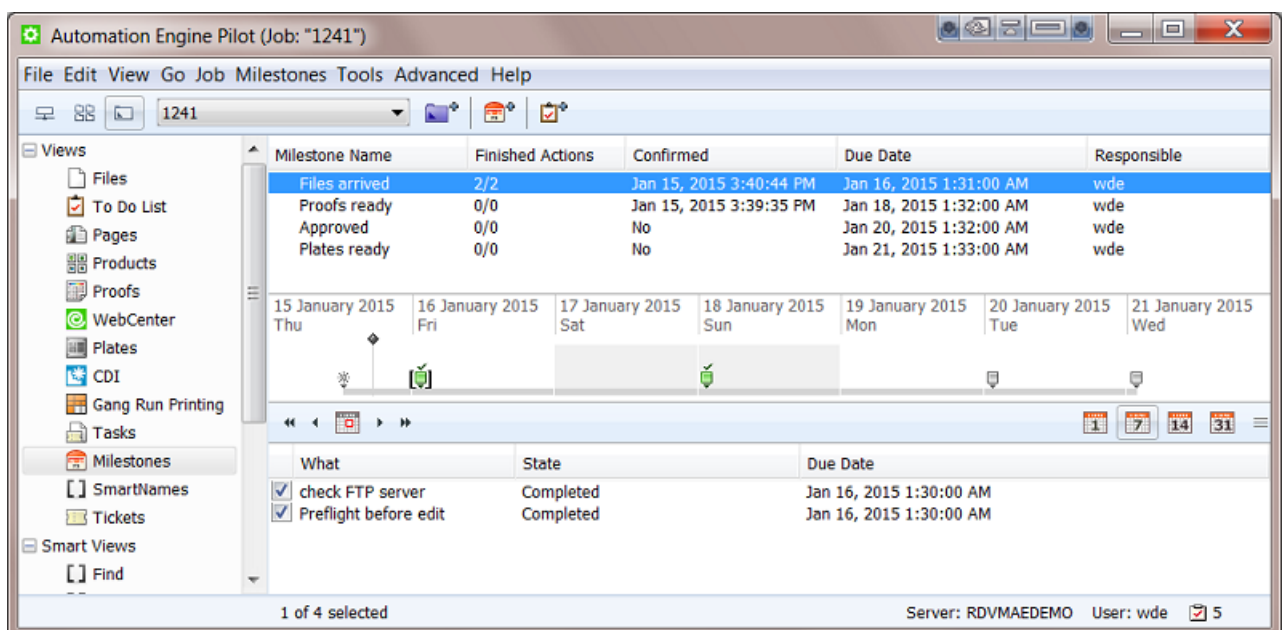 Automation Engine Pilot (Job: "1241")
File Edit View Go Job Milestones Tools Advanced Help
1241
Views
Files
To Do List
Pages
Products
Proofs
WebCenter
Plates
CDI
Gang Run Printing
Tasks
Milestones
SmartNames
Tickets
Smart Views
Find
Milestone Name Finished Actions Confirmed Due Date Responsible
Files arrived 2/2 Jan 15, 2015 3:40:44 PM Jan 16, 2015 1:31:00 AM wde
Proofs ready 0/0 Jan 15, 2015 3:39:35 PM Jan 18, 2015 1:32:00 AM wde
Approved 0/0 No Jan 20, 2015 1:32:00 AM wde
Plates ready 0/0 No Jan 21, 2015 1:33:00 AM wde
15 January 2015 16 January 2015 17 January 2015 18 January 2015 19 January 2015 20 January 2015 21 January 2015
Thu Fri Sat Sun Mon Tue Wed
1 7 14 31
What State Due Date
check FTP server Completed Jan 16, 2015 1:30:00 AM
Preflight before edit Completed Jan 16, 2015 1:30:00 AM
1 of 4 selected Server: RDVMAEDEMO User: wde 5